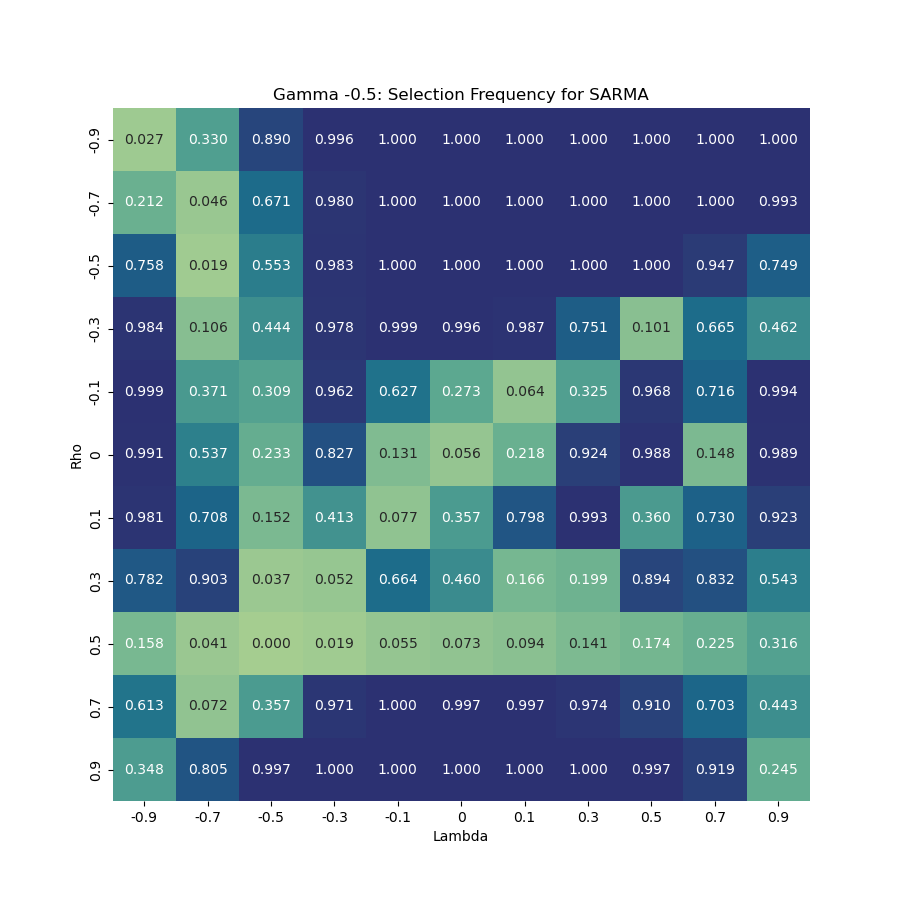 Gamma -0.5: Selection Frequency for SARMA
-0.9 0.027 0.330 0.890 0.996 1.000 1.000 1.000 1.000 1.000 1.000 1.000
-0.7 0.212 0.046 0.671 0.980 1.000 1.000 1.000 1.000 1.000 1.000 0.993
-0.5 0.758 0.019 0.553 0.983 1.000 1.000 1.000 1.000 1.000 0.947 0.749
-0.3 0.984 0.106 0.444 0.978 0.999 0.996 0.987 0.751 0.101 0.665 0.462
-0.1 0.999 0.371 0.309 0.962 0.627 0.273 0.064 0.325 0.968 0.716 0.994
Rho
0 0.991 0.537 0.233 0.827 0.131 0.056 0.218 0.924 0.988 0.148 0.989
0.1 0.981 0.708 0.152 0.413 0.077 0.357 0.798 0.993 0.360 0.730 0.923
0.3 0.782 0.903 0.037 0.052 0.664 0.460 0.166 0.199 0.894 0.832 0.543
0.5 0.158 0.041 0.000 0.019 0.055 0.073 0.094 0.141 0.174 0.225 0.316
0.7 0.613 0.072 0.357 0.971 1.000 0.997 0.997 0.974 0.910 0.703 0.443
0.9 0.348 0.805 0.997 1.000 1.000 1.000 1.000 1.000 0.997 0.919 0.245
-0.9 -0.7 -0.5 -0.3 -0.1 0 0.1 0.3 0.5 0.7 0.9
Lambda